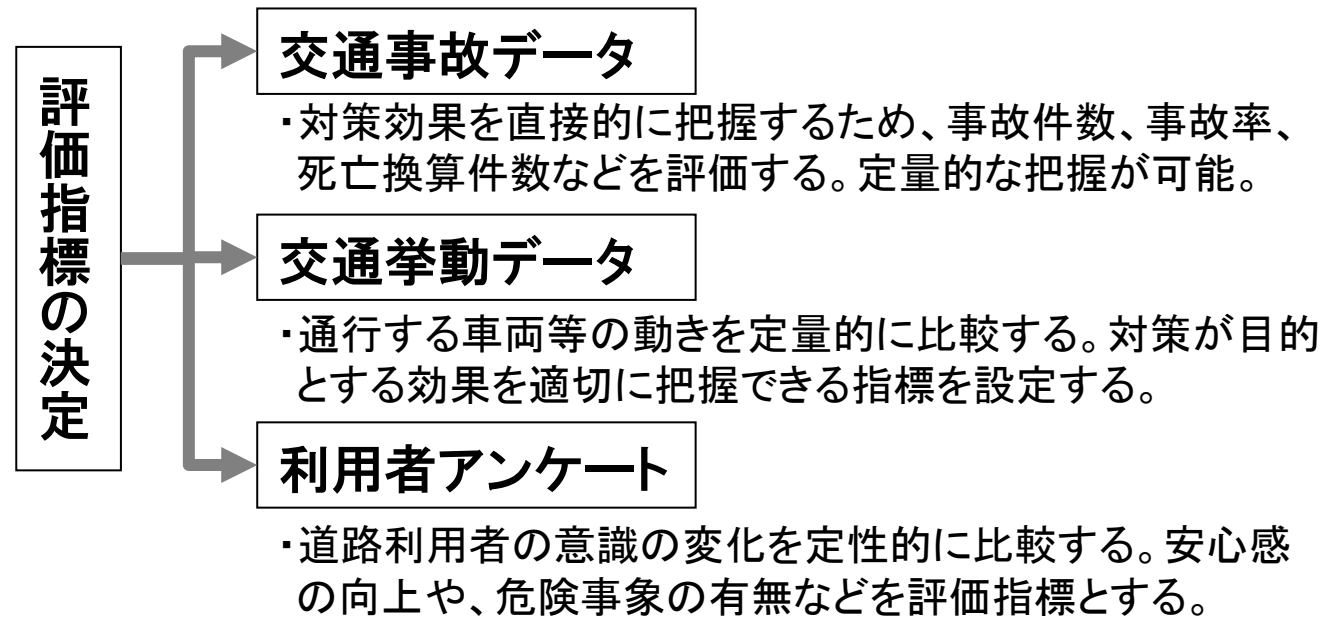 評価指標の決定
交通事故データ
・対策効果を直接的に把握するため、事故件数、事故率、
死亡換算件数などを評価する。定量的な把握が可能。
交通挙動データ
・通行する車両等の動きを定量的に比較する。対策が目的
とする効果を適切に把握できる指標を設定する。
利用者アンケート
・道路利用者の意識の変化を定性的に比較する。安心感
の向上や、危険事象の有無などを評価指標とする。